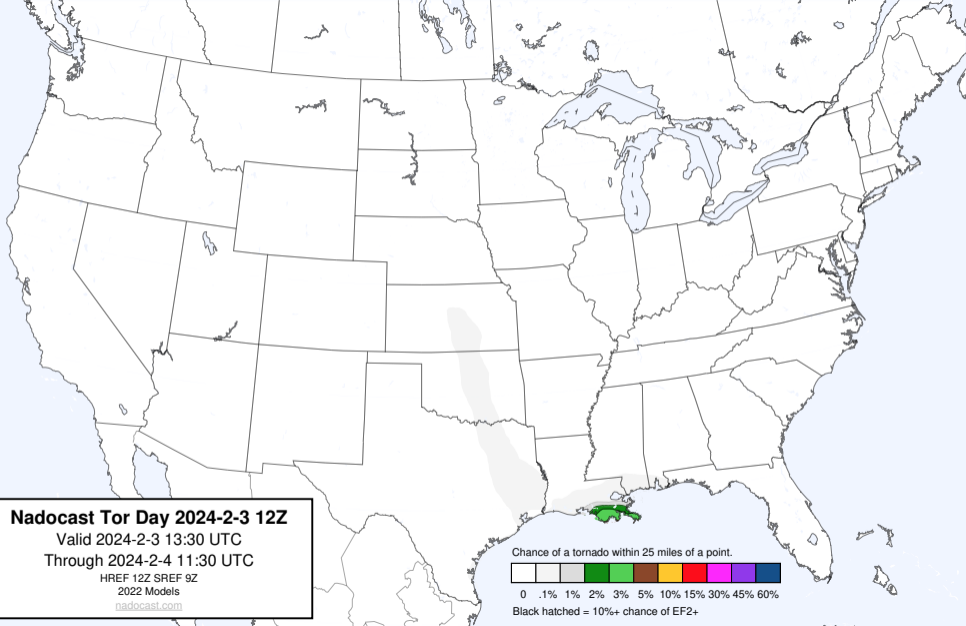 Nadocast Tor Day 2024-2-3 12Z
Valid 2024-2-3 13:30 UTC
Through 2024-2-4 11:30 UTC
HREF 12Z SREF 9Z
2022 Models
nadocast.com
Chance of a tornado within 25 miles of a point.
0 .1% 1% 2% 3% 5% 10% 15% 30% 45% 60%
Black hatched = 10%+ chance of EF2+